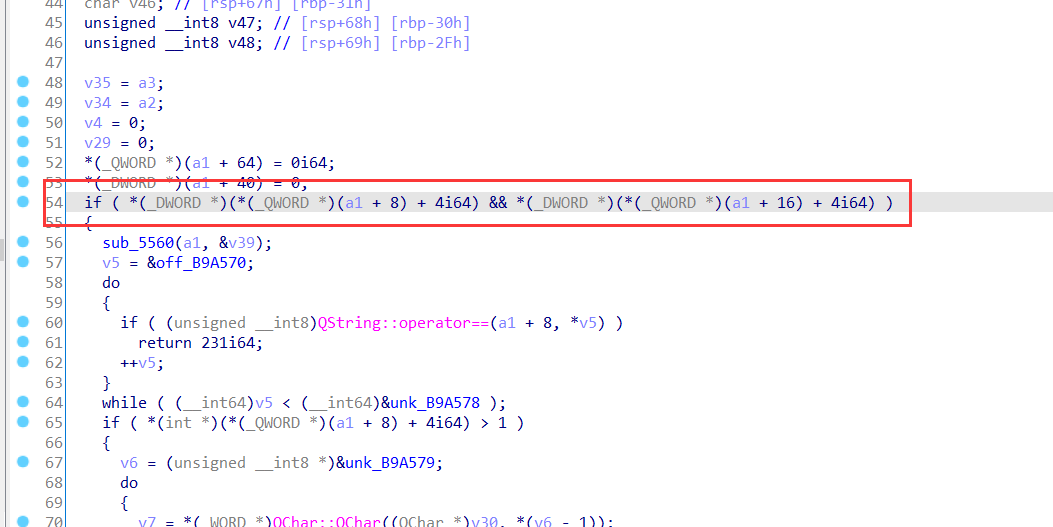 44 char v46; // [rsp+67h] [rbp-31h]
45 unsigned __int8 v47; // [rsp+68h] [rbp-30h]
46 unsigned __int8 v48; // [rsp+69h] [rbp-2Fh]
47
48 v35 = a3;
49 v34 = a2;
50 v4 = 0;
51 v29 = 0;
52 *(_QWORD *)(a1 + 64) = 0i64;
53 *(_DWORD *)(a1 + 40) = 0;
54 if ( *(_DWORD *)(*(_QWORD *)(a1 + 8) + 4i64) && *(_DWORD *)(*(_QWORD *)(a1 + 16) + 4i64) )
55 {
56 sub_5560(a1, &v39);
57 v5 = &off_B9A570;
58 do
59 {
60 if ( (unsigned __int8)QString::operator==(a1 + 8, *v5) )
61 return 231i64;
62 ++v5;
63 }
64 while ( (__int64)v5 < (__int64)&unk_B9A578 );
65 if ( *(int *)(*(_QWORD *)(a1 + 8) + 4i64) > 1 )
66 {
67 v6 = (unsigned __int8 *)&unk_B9A579;
68 do
69 {
70 v7 = *(_WORD *)QChar::QChar((QChar *)v30, *(v6 - 1));